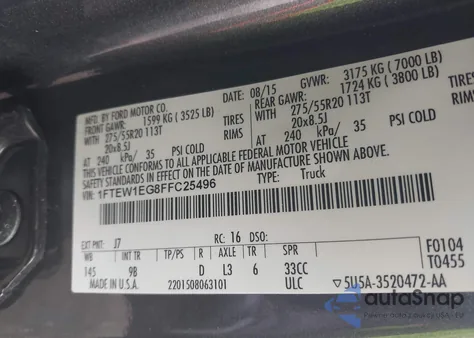 MFD. BY FORD MOTOR CO.
DATE: 08/15 GVWR: 3175 KG ( 7000 LB)
FRONT GAWR: 1599 KG ( 3525 LB) REAR GAWR: 1724 KG ( 3800 LB)
275/55R20 113T TIRES 275/55R20 113T TIRES
20x8.5J RIMS 20x8.5J RIMS
AT 240 kPa/ 35 PSI COLD AT 240 kPa/ 35 PSI COLD
THIS VEHICLE CONFORMS TO ALL APPLICABLE FEDERAL MOTOR VEHICLE
SAFETY STANDARDS IN EFFECT ON THE DATE OF MANUFACTURE SHOWN ABOVE.
VIN: 1FTEW1EG8FFC25496 TYPE: Truck
F0104
T0455
EXT PNT: J7 RC: 16 DSO:
WB TP/PS R AXLE TR SPR
145 9B D L3 6 33CC
MADE IN U.S.A. 2201508063101 ULC 5U5A-3520472-AA
autoSnap